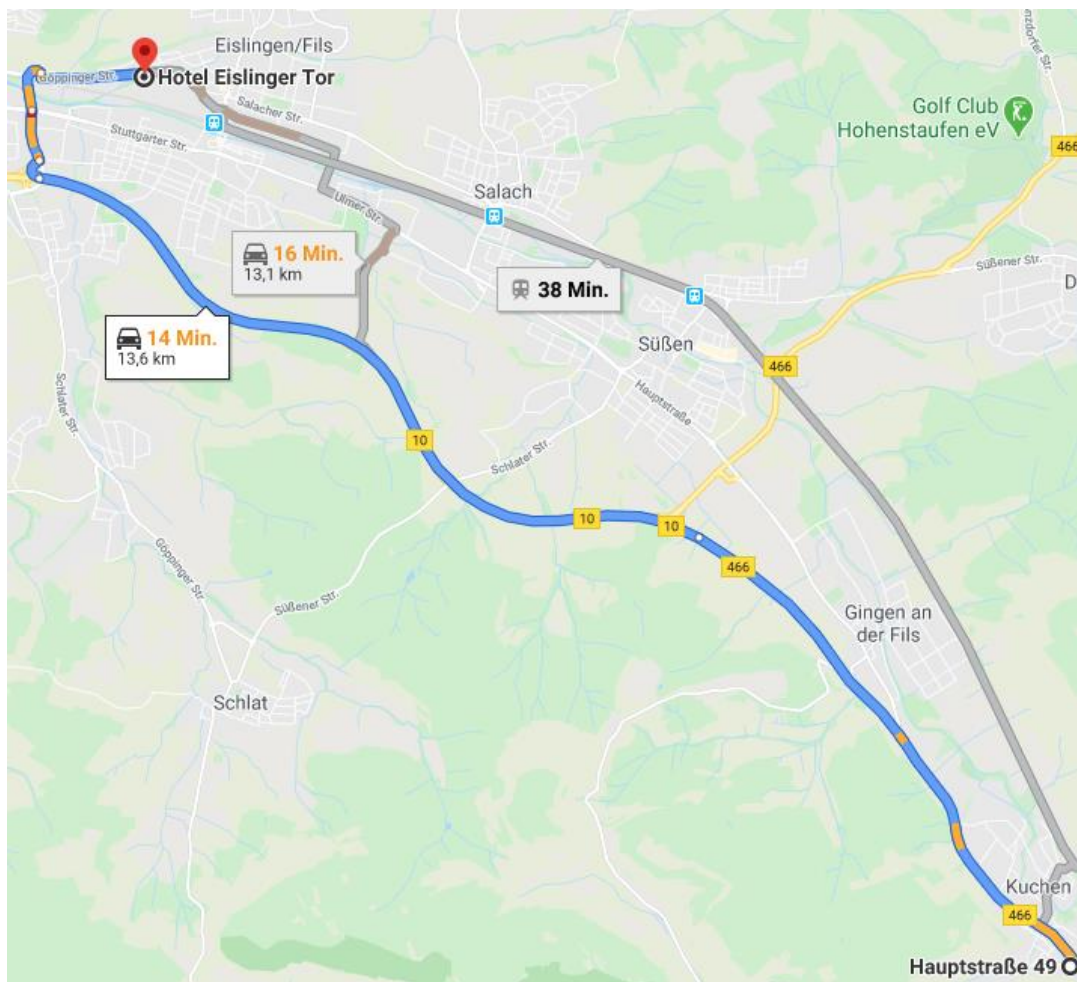 Eislingen/Fils
Göppinger Str.
Hotel Eislinger Tor
Salacher Str.
Stuttgarter Str.
Golf Club
Hohenstaufen eV
466
Salach
Ulmer Str.
16 Min.
13,1 km
38 Min.
Süßener Str.
D
14 Min.
13,6 km
Süßen
466
Schlater Str.
Hauptstraße
10
Schlater Str.
10
10
466
Göppinger Str.
Süßener Str.
Gingen an
der Fils
Schlat
Kuchen
466
Hauptstraße 49